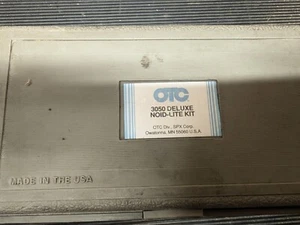 OTC
3050 DELUXE
NOID-LITE KIT
OTC Div., SPX Corp.
Owatonna, MN 55060 U.S.A.
MADE IN THE USA